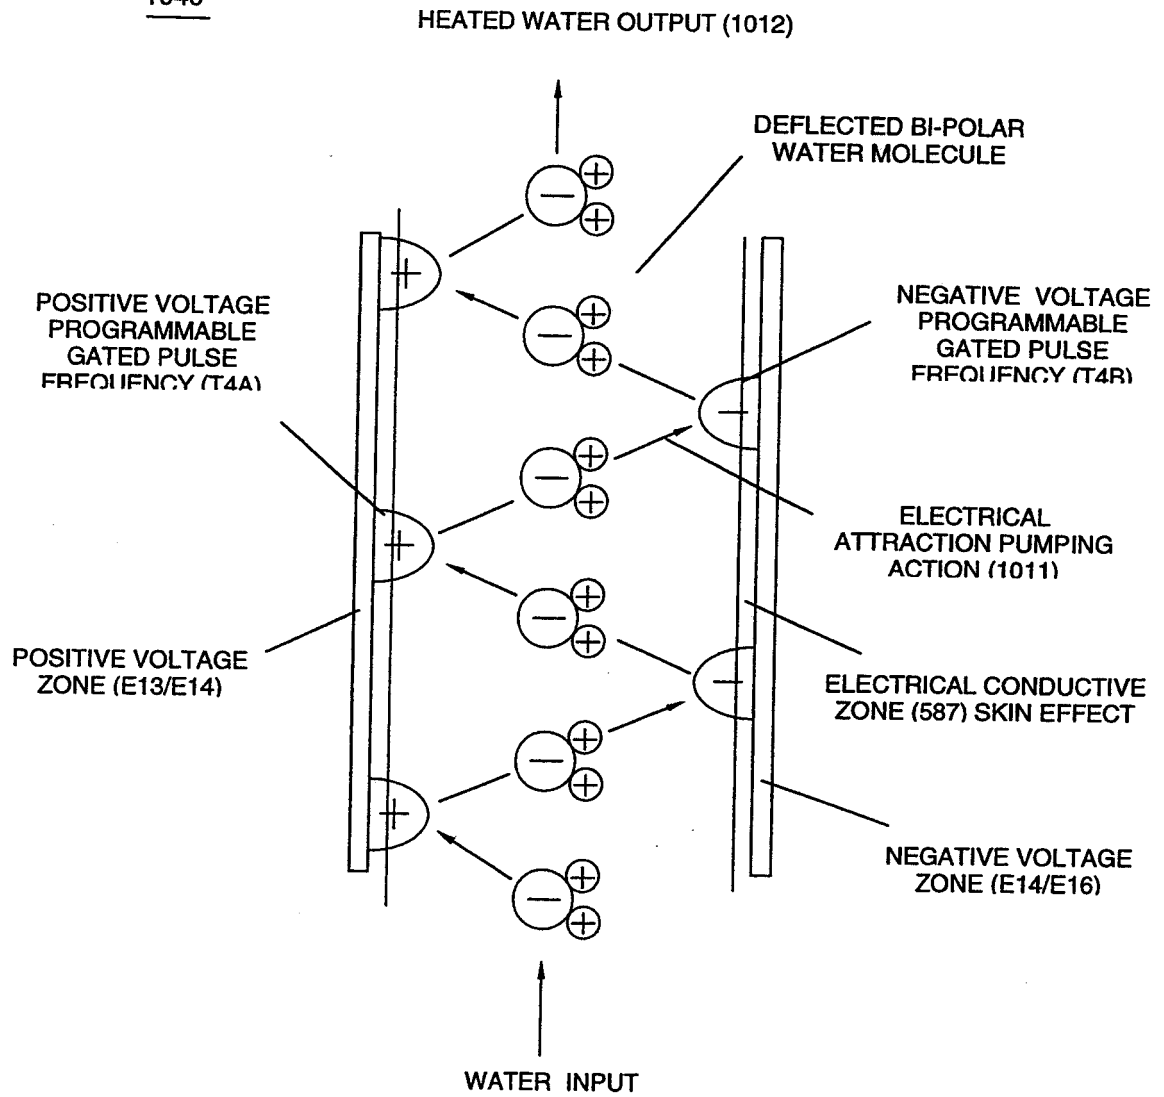 HEATED WATER OUTPUT (1012)
DEFLECTED BI-POLAR
WATER MOLECULE
POSITIVE VOLTAGE
PROGRAMMABLE
GATED PULSE
FREQUENCY (T4A)
NEGATIVE VOLTAGE
PROGRAMMABLE
GATED PULSE
FREQUENCY (T4B)
ELECTRICAL
ATTRACTION PUMPING
ACTION (1011)
POSITIVE VOLTAGE
ZONE (E13/E14)
ELECTRICAL CONDUCTIVE
ZONE (587) SKIN EFFECT
NEGATIVE VOLTAGE
ZONE (E14/E16)
WATER INPUT